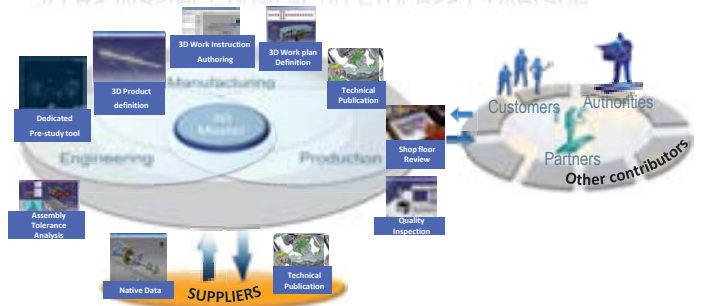 3D Work Instruction
Authoring
3D Work plan
Definition
3D Product
definition
Manufacturing
Technical
Publication
Dedicated
Pre-study tool
3D
Master
Customers
Authorities
Shop floor
Review
Engineering
Production
Partners
Other contributors
Assembly
Tolerance
Analysis
Quality
Inspection
Native Data
SUPPLIERS
Technical
Publication